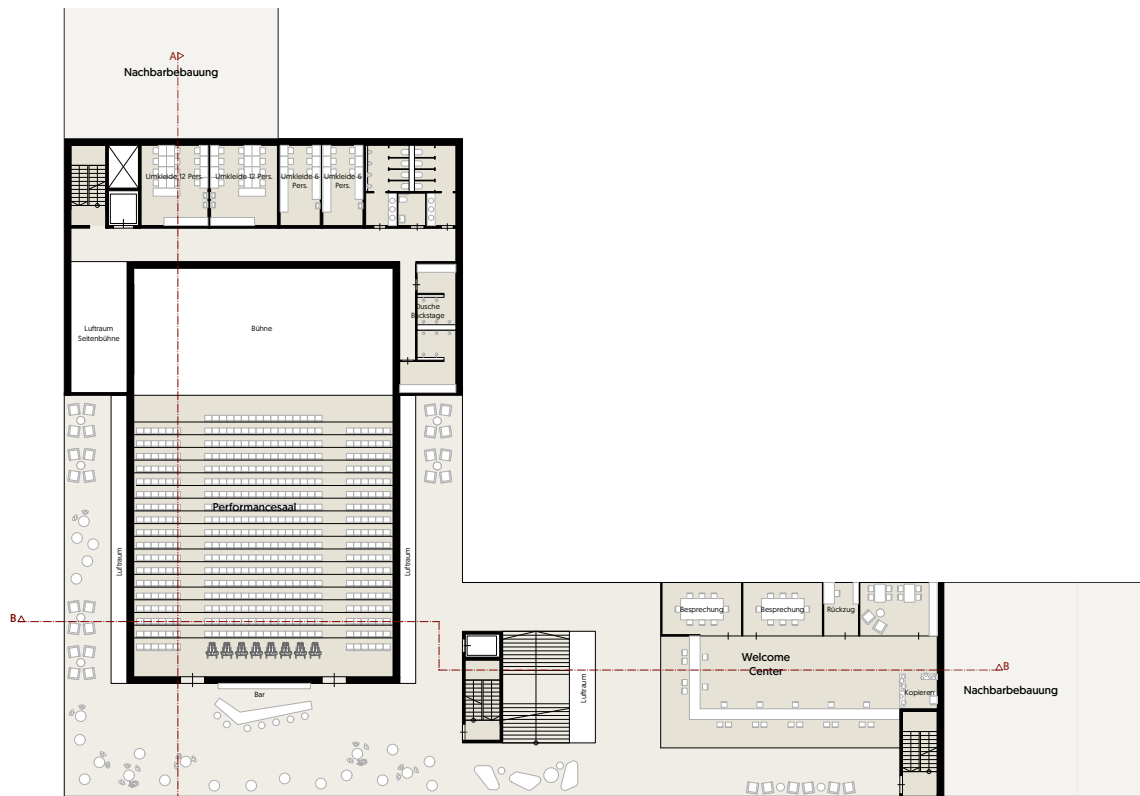 A
Nachbarbebauung
Umkleide 12 Pers.
Umkleide 12 Pers.
Umkleide 6
Pers.
Umkleide 6
Pers.
Dusche
Backstage
Luftraum
Seitenbühne
Bühne
Performancesaal
Luftraum
Luftraum
B
Bar
Luftraum
Besprechung
Besprechung
Rückzug
Welcome
Center
Kopieren
B
Nachbarbebauung